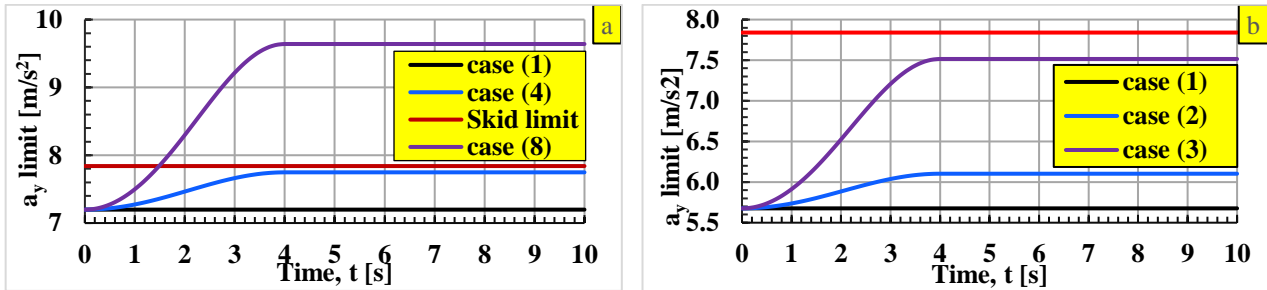 a
10
9
8
7
a_y limit [m/s²]
case (1)
case (4)
Skid limit
case (8)
0 1 2 3 4 5 6 7 8 9 10
Time, t [s]
b
8.0
7.5
7.0
6.5
6.0
5.5
a_y limit [m/s2]
case (1)
case (2)
case (3)
0 1 2 3 4 5 6 7 8 9 10
Time, t [s]